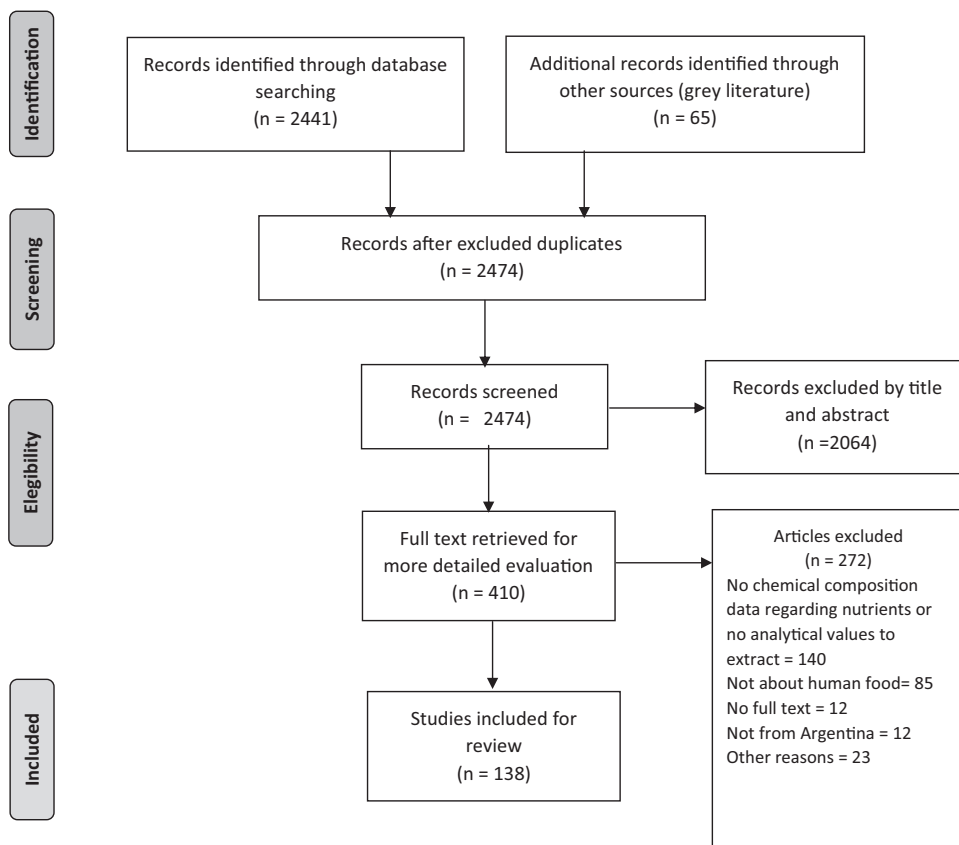 Identification
Records identified through database
searching
(n = 2441)
Additional records identified through
other sources (grey literature)
(n = 65)
Screening
Records after excluded duplicates
(n = 2474)
Records screened
(n = 2474)
Records excluded by title
and abstract
(n =2064)
Elegibility
Full text retrieved for
more detailed evaluation
(n = 410)
Articles excluded
(n = 272)
No chemical composition
data regarding nutrients or
no analytical values to
extract = 140
Not about human food= 85
No full text = 12
Not from Argentina = 12
Other reasons = 23
Included
Studies included for
review
(n = 138)